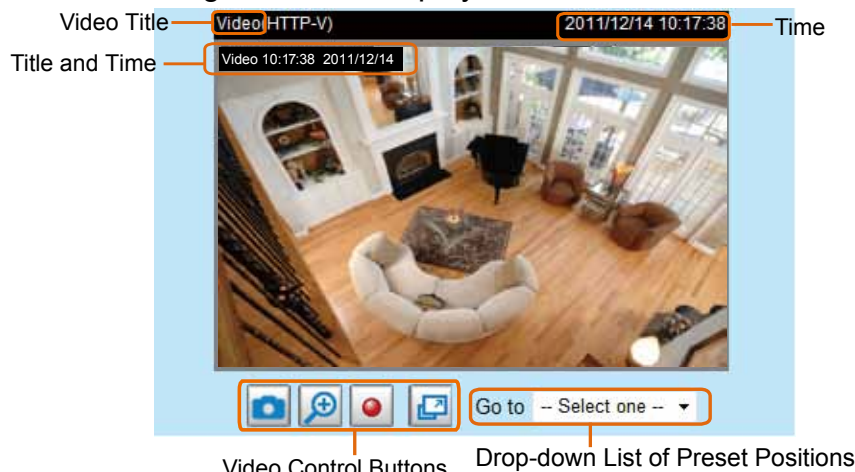 Video Title
Video(HTTP-V)
2011/12/14 10:17:38
Time
Title and Time
Video 10:17:38 2011/12/14
Go to -- Select one --
Video Control Buttons
Drop-down List of Preset Positions